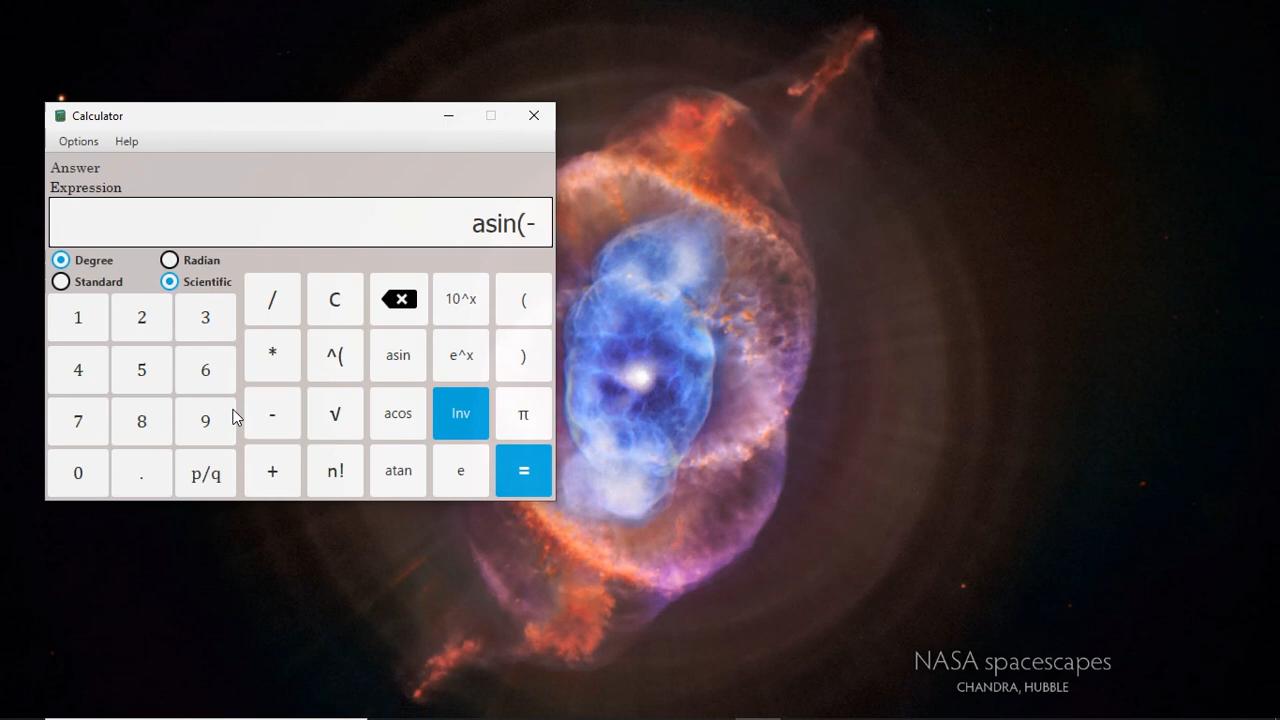 Calculator
Options Help
Answer
Expression
asin(-
Degree Radian
Standard Scientific
1 2 3 / C 10^x (
4 5 6 * ^( asin e^x )
7 8 9 - √ acos Inv π
0 . p/q + n! atan e =
NASA spacescapes
CHANDRA, HUBBLE